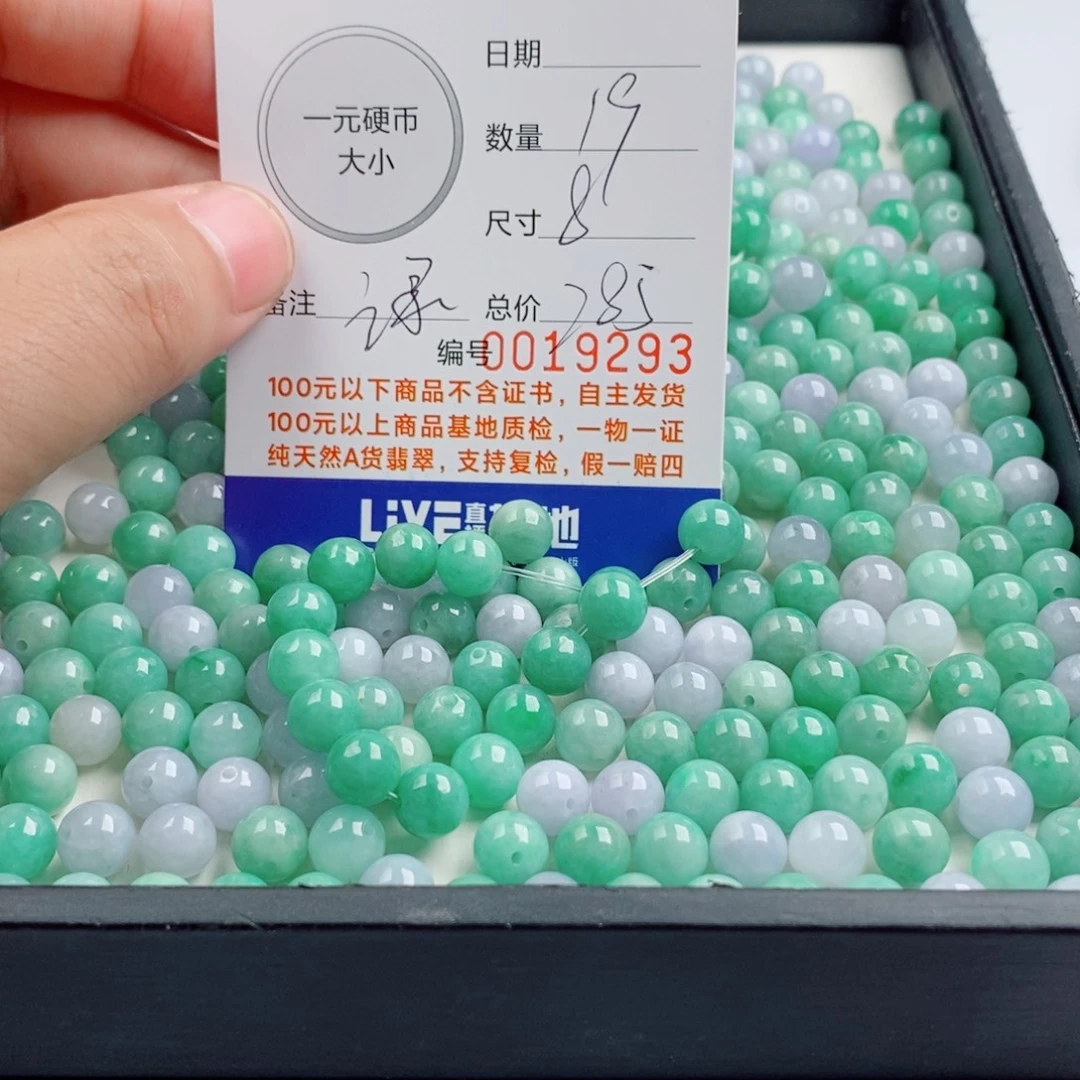 一元硬币
大小
日期
数量 19
尺寸 8
备注 总价 285
编号 0019293
100元以下商品不含证书，自主发货
100元以上商品基地质检，一物一证
纯天然A货翡翠，支持复检，假一赔四
LiVE